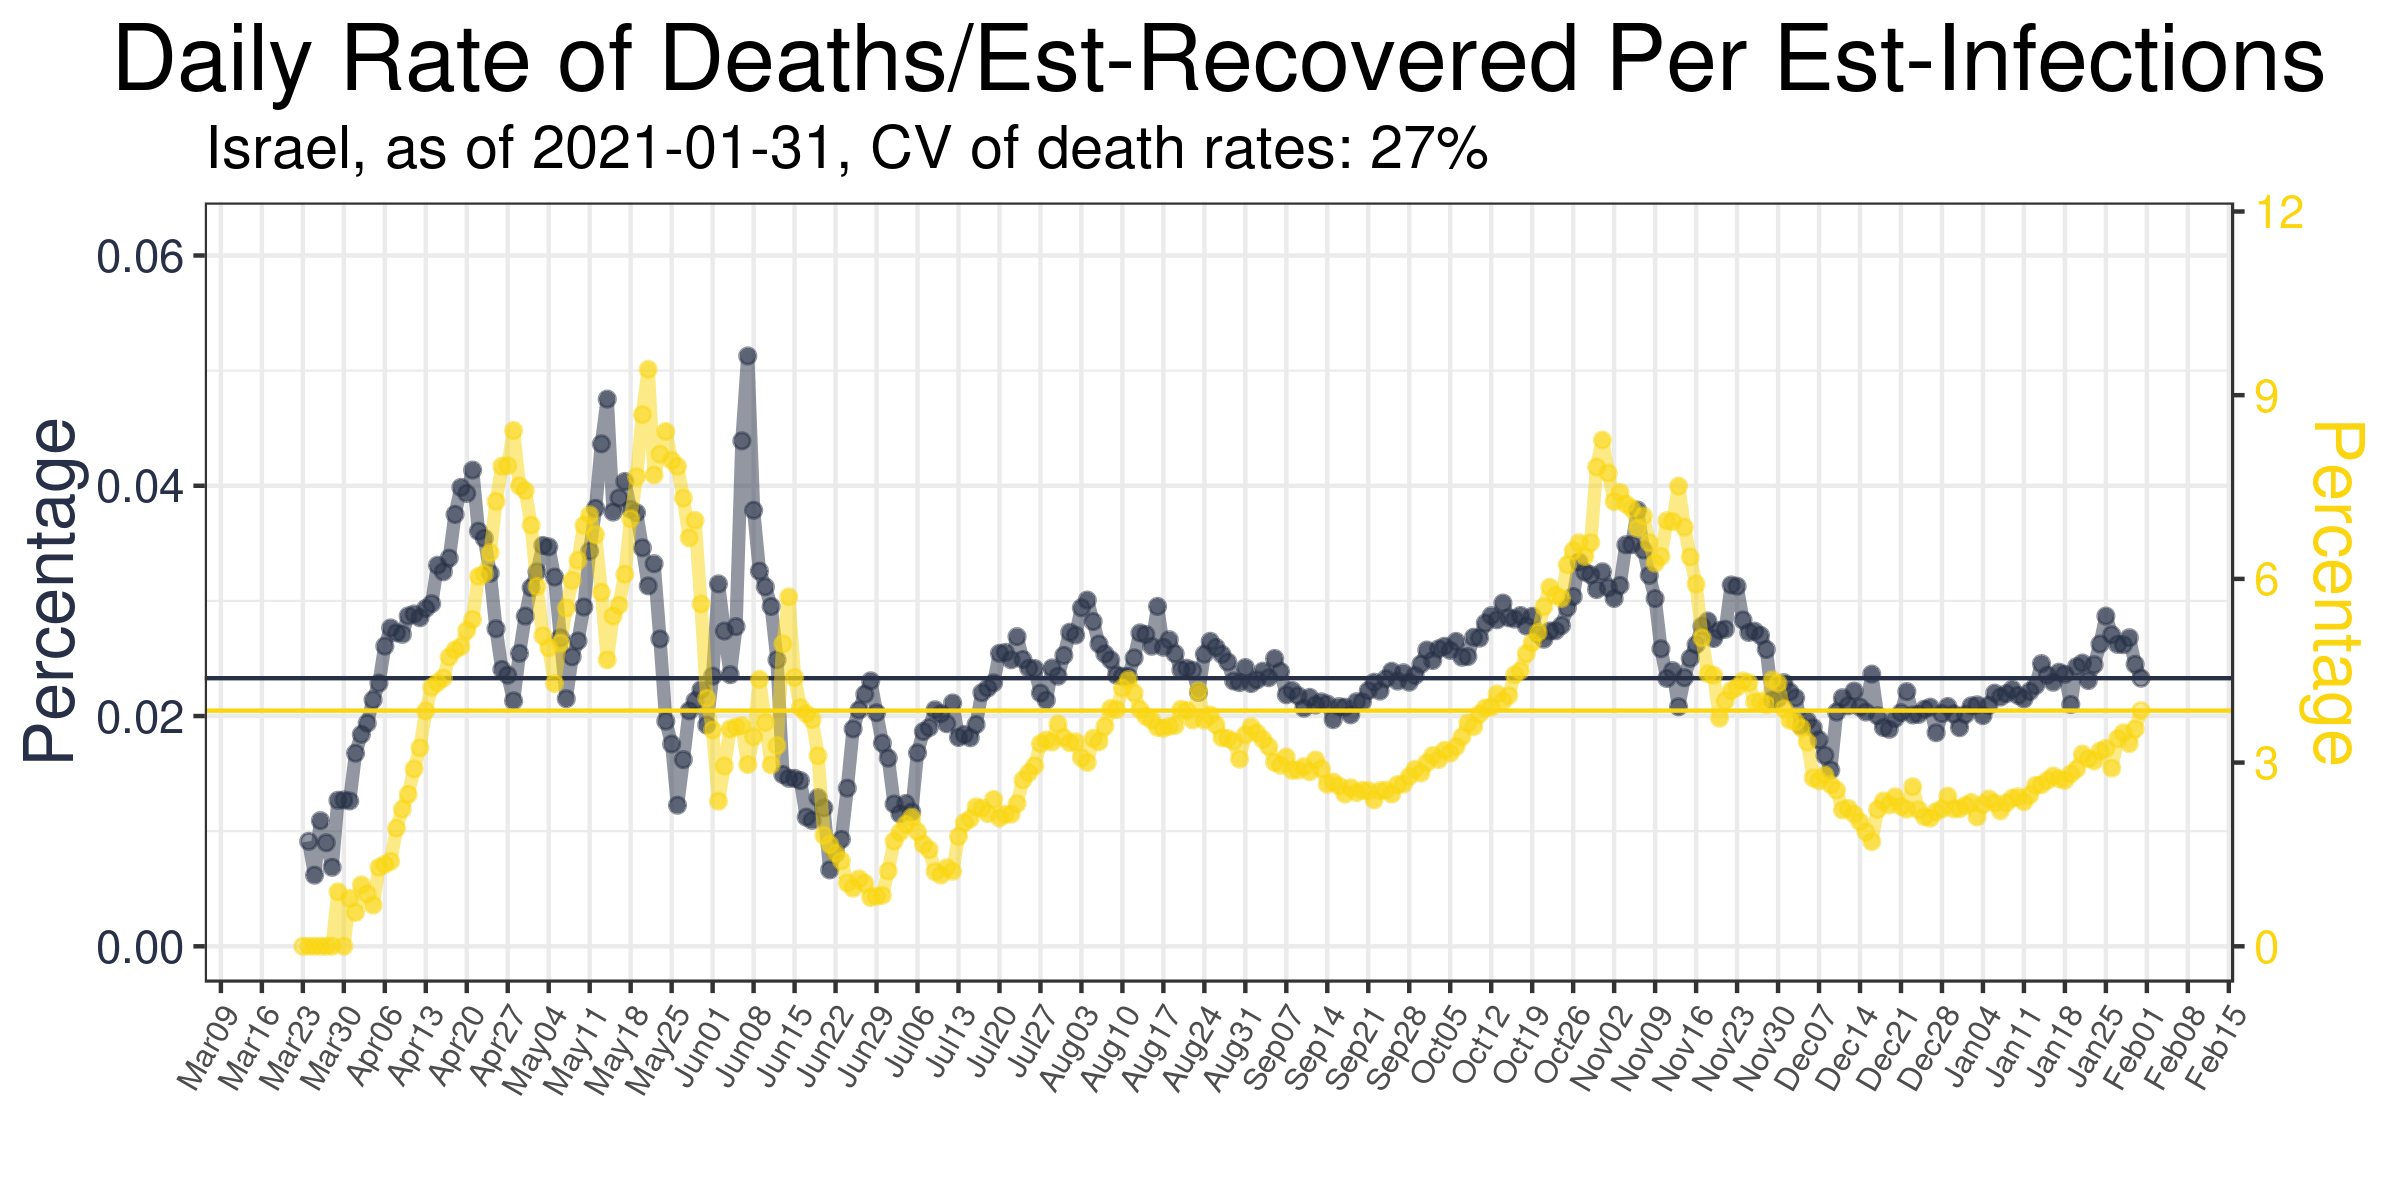 Daily Rate of Deaths/Est-Recovered Per Est-Infections
Israel, as of 2021-01-31, CV of death rates: 27%
Percentage
0.06
0.04
0.02
0.00
12
9
6
3
0
Percentage
Mar09
Mar16
Mar23
Mar30
Apr06
Apr13
Apr20
Apr27
May04
May11
May18
May25
Jun01
Jun08
Jun15
Jun22
Jun29
Jul06
Jul13
Jul20
Jul27
Aug03
Aug10
Aug17
Aug24
Aug31
Sep07
Sep14
Sep21
Sep28
Oct05
Oct12
Oct19
Oct26
Nov02
Nov09
Nov16
Nov23
Nov30
Dec07
Dec14
Dec21
Dec28
Jan04
Jan11
Jan18
Jan25
Feb01
Feb08
Feb15